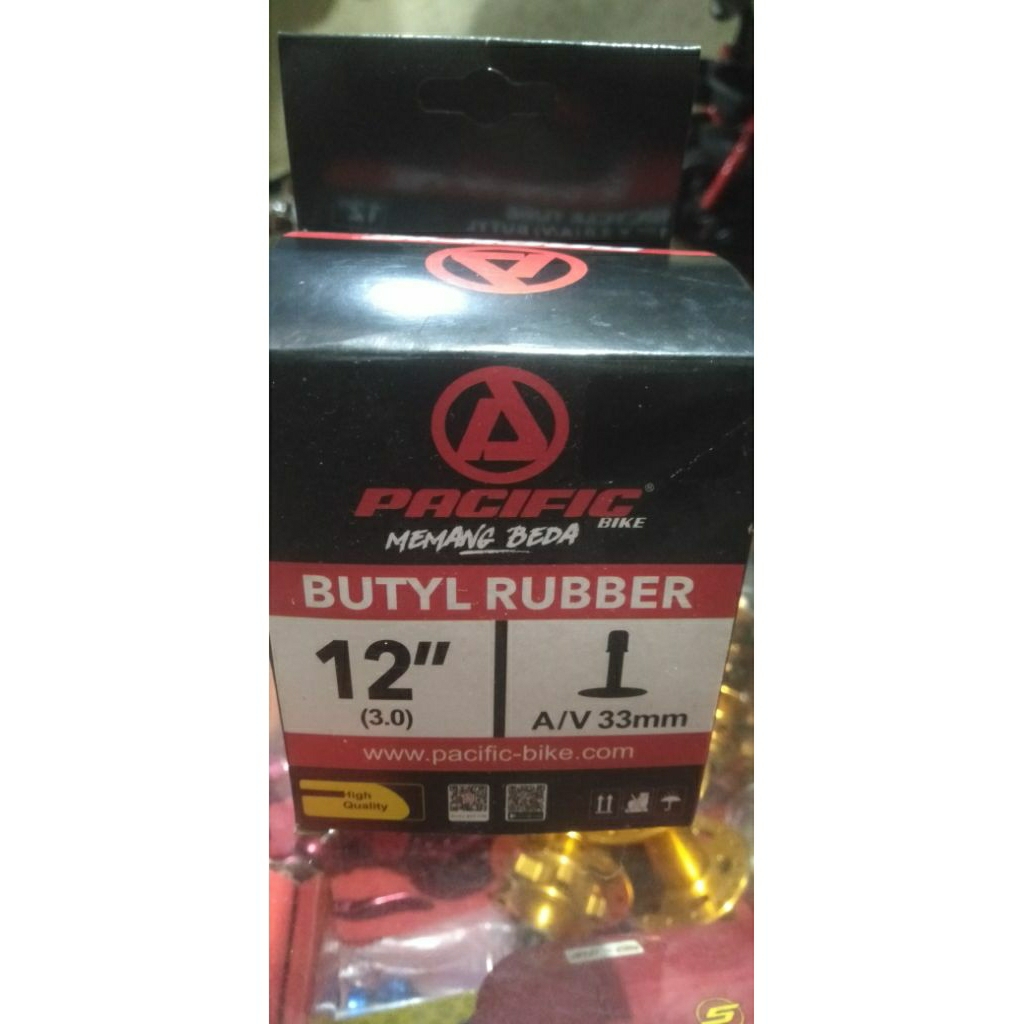 PACIFIC®
BIKE
MEMANG BEDA
BUTYL RUBBER
12"
(3.0)
A/V 33mm
www.pacific-bike.com
High
Quality
S